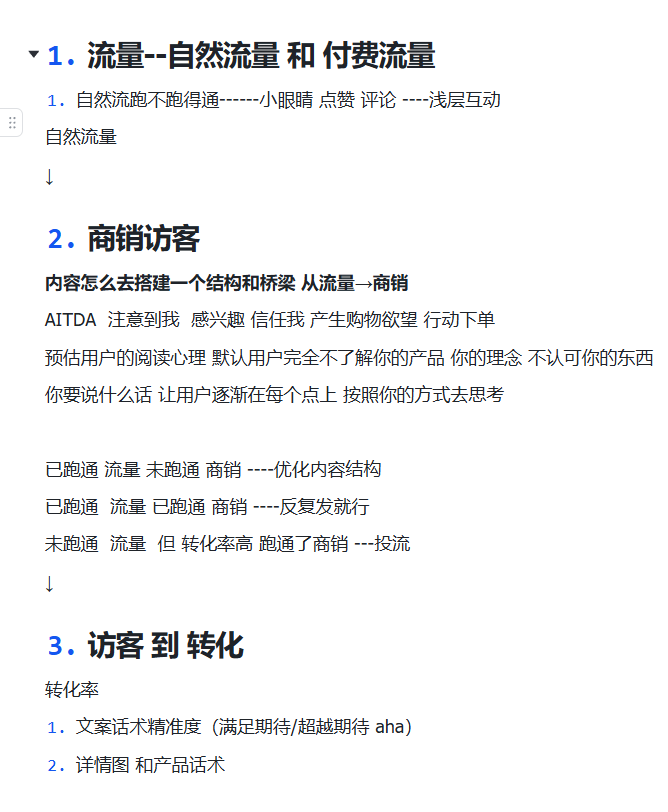 1. 流量--自然流量 和 付费流量
1. 自然流跑不跑得通------小眼睛 点赞 评论 ----浅层互动
自然流量
↓
2. 商销访客
内容怎么去搭建一个结构和桥梁 从流量→商销
AITDA  注意到我  感兴趣 信任我 产生购物欲望 行动下单
预估用户的阅读心理 默认用户完全不了解你的产品 你的理念 不认可你的东西
你要说什么话 让用户逐渐在每个点上 按照你的方式去思考
已跑通 流量 未跑通 商销 ----优化内容结构
已跑通  流量 已跑通 商销 ----反复发就行
未跑通  流量  但 转化率高 跑通了商销 ---投流
↓
3. 访客 到 转化
转化率
1. 文案话术精准度（满足期待/超越期待 aha）
2. 详情图 和产品话术